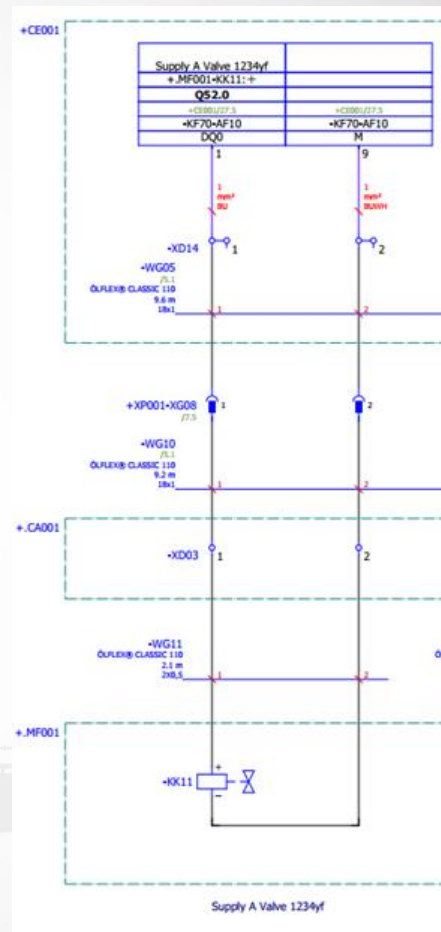 +CE001
Supply A Valve 1234yf
+.MF001-KK11:+
Q52.0
+CE001/27.5 +CE001/27.5
-KF70-AF10 -KF70-AF10
DQ0 M
1 9
1 1
mm² mm²
BU BUWH
-XD14 1 2
-WG05
/5.1
ÖLFLEX® CLASSIC 110
9.6 m
18x1 1 2
+XP001-XG08 1 2
/7.5
-WG10
/5.1
ÖLFLEX® CLASSIC 110
9.2 m
18x1 1 2
+.CA001
-XD03 1 2
-WG11
ÖLFLEX® CLASSIC 110 Ö
2.1 m
2X0,5 1 2
+.MF001
+
-KK11
-
Supply A Valve 1234yf